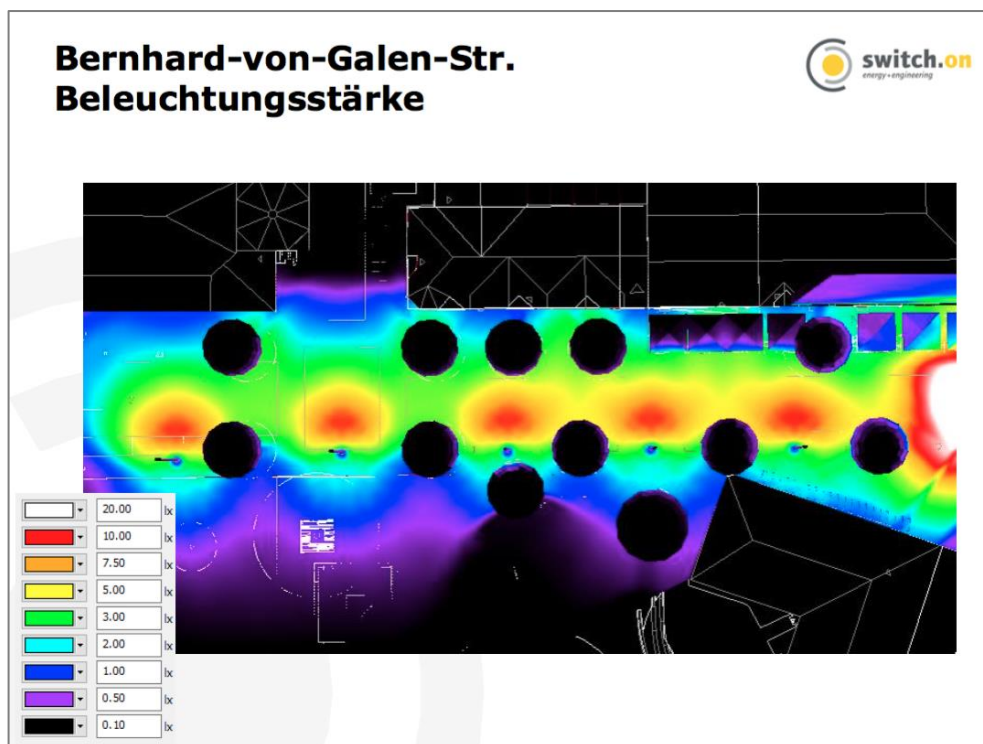 Bernhard-von-Galen-Str.
Beleuchtungsstärke
switch.on
energy+engineering
20.00 lx
10.00 lx
7.50 lx
5.00 lx
3.00 lx
2.00 lx
1.00 lx
0.50 lx
0.10 lx